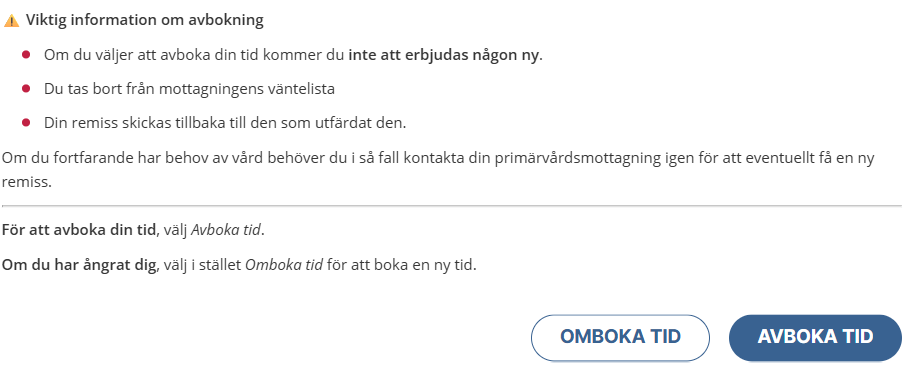 ⚠ Viktig information om avbokning
• Om du väljer att avboka din tid kommer du inte att erbjudas någon ny.
• Du tas bort från mottagningens väntelista
• Din remiss skickas tillbaka till den som utfärdat den.
Om du fortfarande har behov av vård behöver du i så fall kontakta din primärvårdsmottagning igen för att eventuellt få en ny
remiss.
För att avboka din tid, välj Avboka tid.
Om du har ångrat dig, välj i stället Omboka tid för att boka en ny tid.
OMBOKA TID
AVBOKA TID